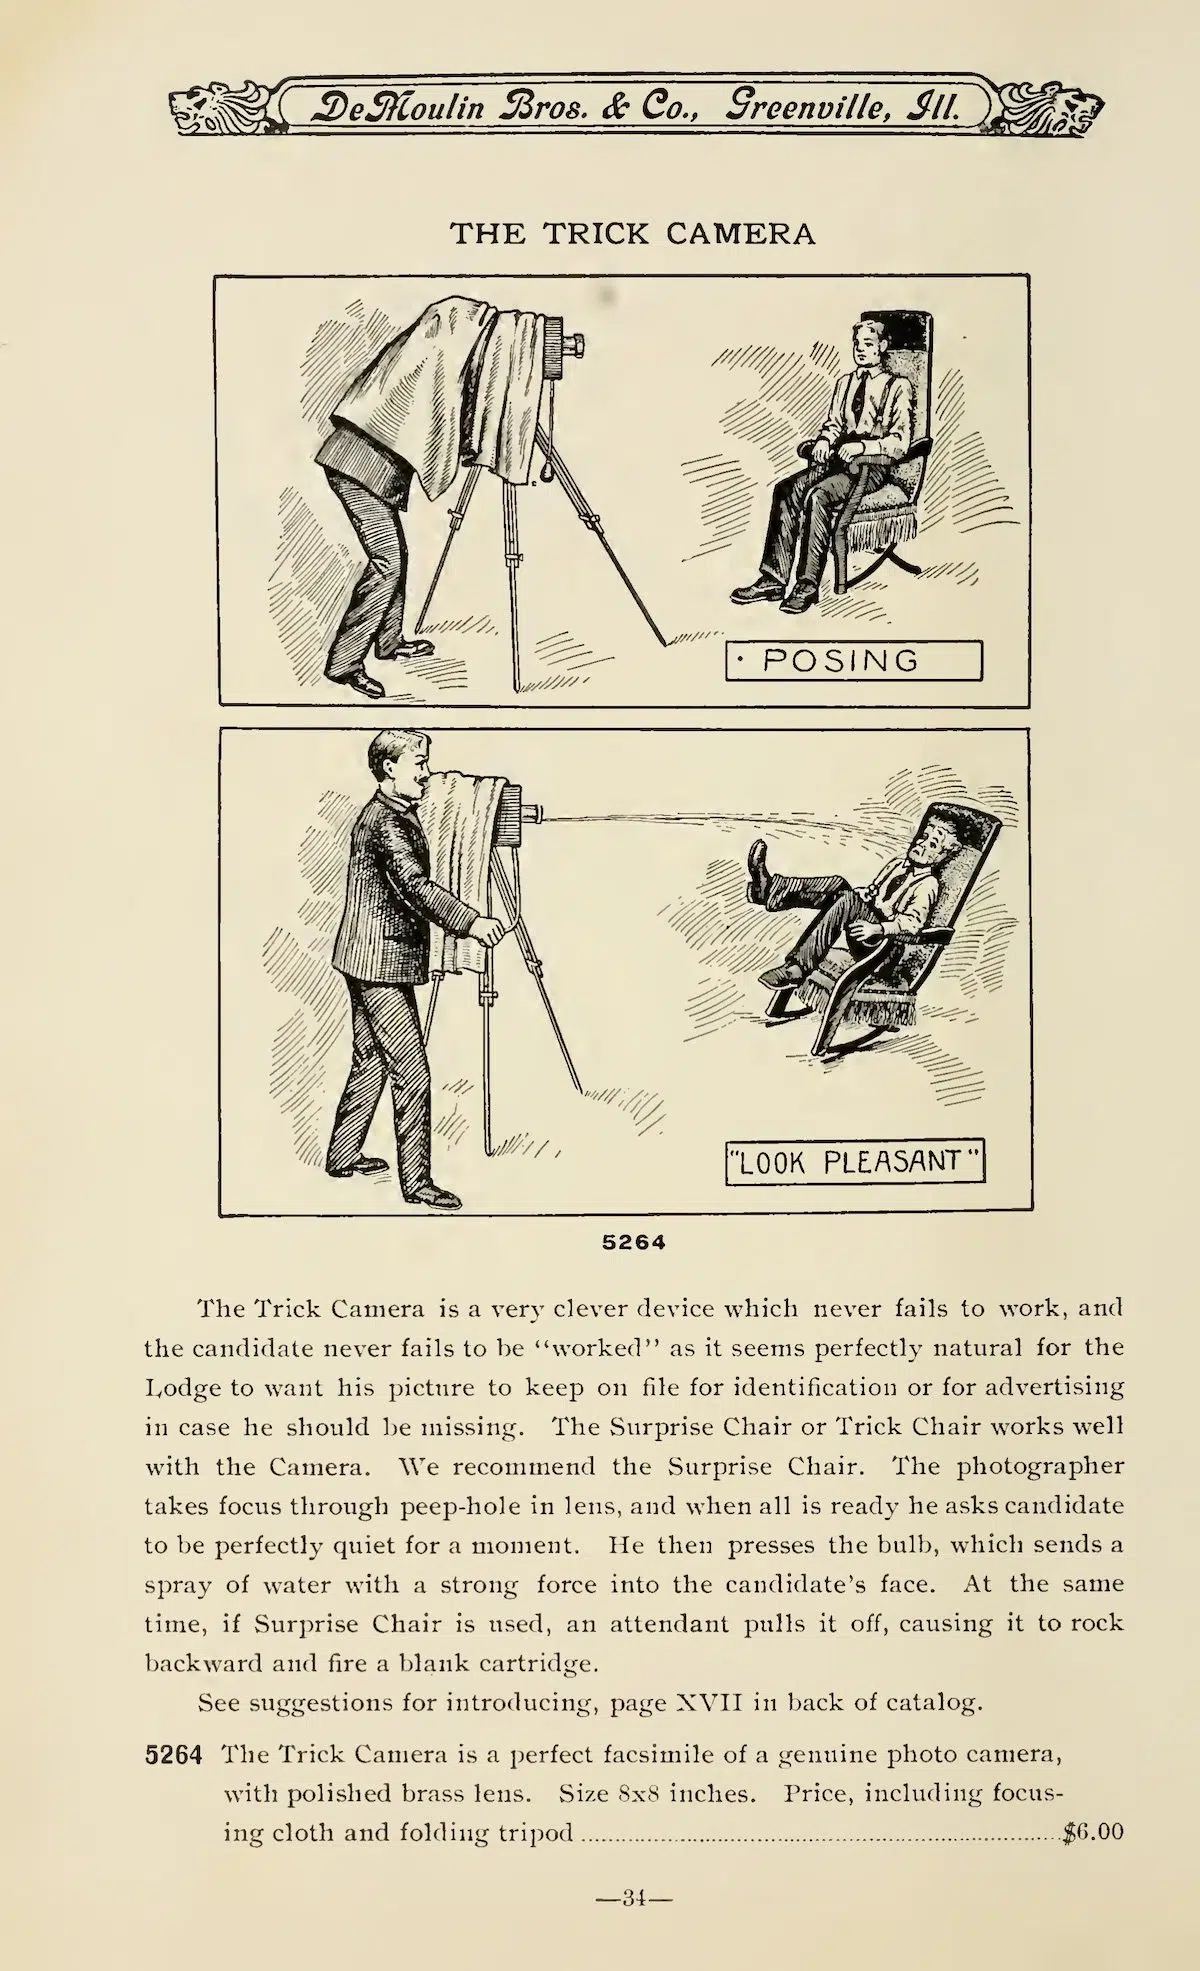 DeMoulin Bros. & Co., Greenville, Ill.
THE TRICK CAMERA
· POSING
"LOOK PLEASANT"
5264
The Trick Camera is a very clever device which never fails to work, and
the candidate never fails to be “worked” as it seems perfectly natural for the
Lodge to want his picture to keep on file for identification or for advertising
in case he should be missing. The Surprise Chair or Trick Chair works well
with the Camera. We recommend the Surprise Chair. The photographer
takes focus through peep-hole in lens, and when all is ready he asks candidate
to be perfectly quiet for a moment. He then presses the bulb, which sends a
spray of water with a strong force into the candidate’s face. At the same
time, if Surprise Chair is used, an attendant pulls it off, causing it to rock
backward and fire a blank cartridge.
See suggestions for introducing, page XVII in back of catalog.
5264 The Trick Camera is a perfect facsimile of a genuine photo camera,
with polished brass lens. Size 8x8 inches. Price, including focus-
ing cloth and folding tripod ........ $6.00
—34—